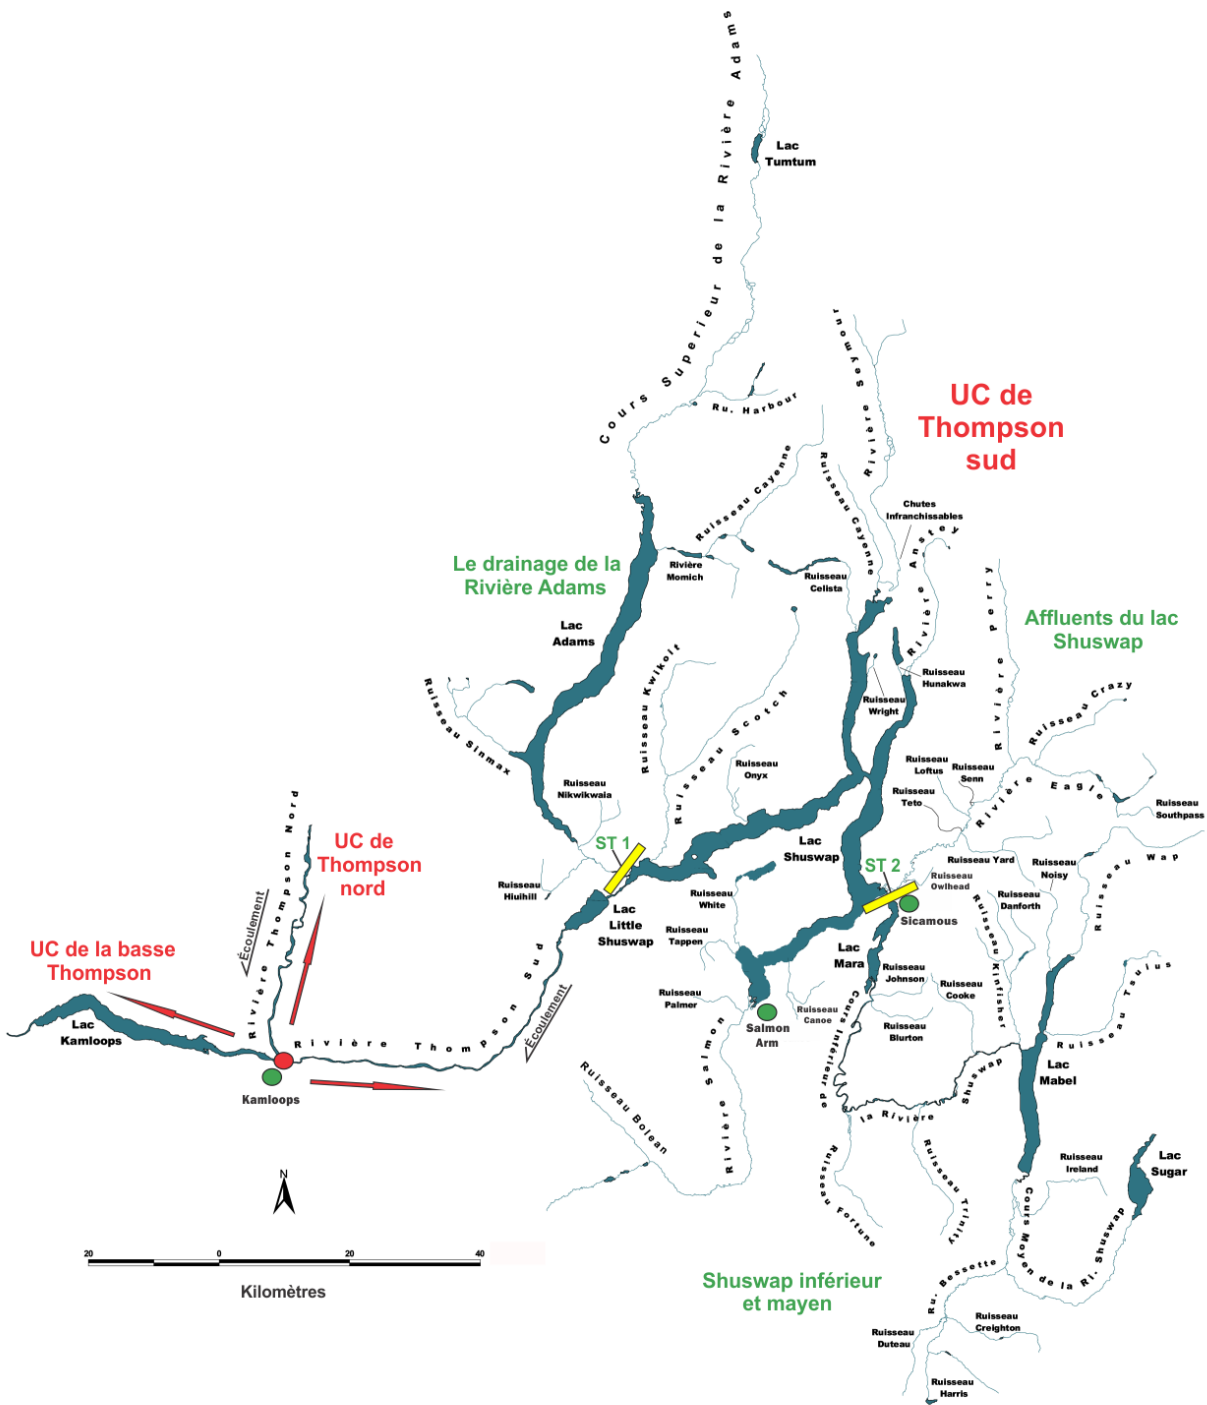 Cours Superieur de la Rivière Adams
Lac
Tumtum
Ru. Harbour
Rivière Seymour
UC de
Thompson
sud
Ruisseau Cayenne
Ruisseau Cayenne
Chutes
Infranchissables
Rivière Anstey
Le drainage de la
Rivière Adams
Rivière
Momich
Ruisseau
Celista
Rivière Perry
Affluents du lac
Shuswap
Lac
Adams
Ruisseau Kwikoit
Ruisseau Scotch
Ruisseau
Hunakwa
Ruisseau
Wright
Ruisseau Crazy
Ruisseau Sinmax
Ruisseau
Onyx
Ruisseau
Nikwikwaia
Ruisseau
Loftus
Ruisseau
Senn
Ruisseau
Teto
Rivière Eagle
Ruisseau
Southpass
Rivière Thompson Nord
UC de
Thompson
nord
ST 1
Lac
Shuswap
ST 2
Ruisseau Yard
Ruisseau
Owlhead
Ruisseau
Noisy
Ruisseau Wap
Ruisseau
Hiuihill
Ruisseau
White
Ruisseau
Danforth
Sicamous
Lac
Little
Shuswap
Écoulement
UC de la basse
Thompson
Ruisseau
Tappen
Lac
Mara
Ruisseau Kinfisher
Ruisseau
Johnson
Ruisseau
Cooke
Ruisseau Tsuius
Ruisseau
Palmer
Ruisseau
Canoe
Salmon
Arm
Ruisseau
Blurton
Lac
Kamloops
Rivière Thompson Sud
Écoulement
Kamloops
Cours Inférieur de
la Rivière
Shuswap
Lac
Mabel
Ruisseau Bolean
Rivière Salmon
Ruisseau Fortune
Ruisseau Trinity
Ruisseau
Ireland
Lac
Sugar
N
Cours Moyen de la Ri. Shuswap
20 0 20 40
Kilomètres
Shuswap inférieur
et mayen
Ru. Bessette
Ruisseau
Creighton
Ruisseau
Duteau
Ruisseau
Harris